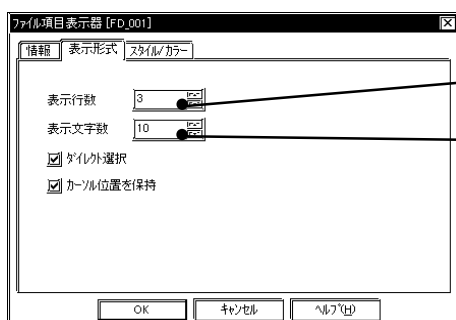 ﾌｧｲﾙ項目表示器 [FD_001]
情報 表示形式 ｽﾀｲﾙ/ｶﾗｰ
表示行数 3
表示文字数 10
ﾀﾞｲﾚｸﾄ選択
ｶｰｿﾙ位置を保持
OK ｷｬﾝｾﾙ ﾍﾙﾌﾟ(H)